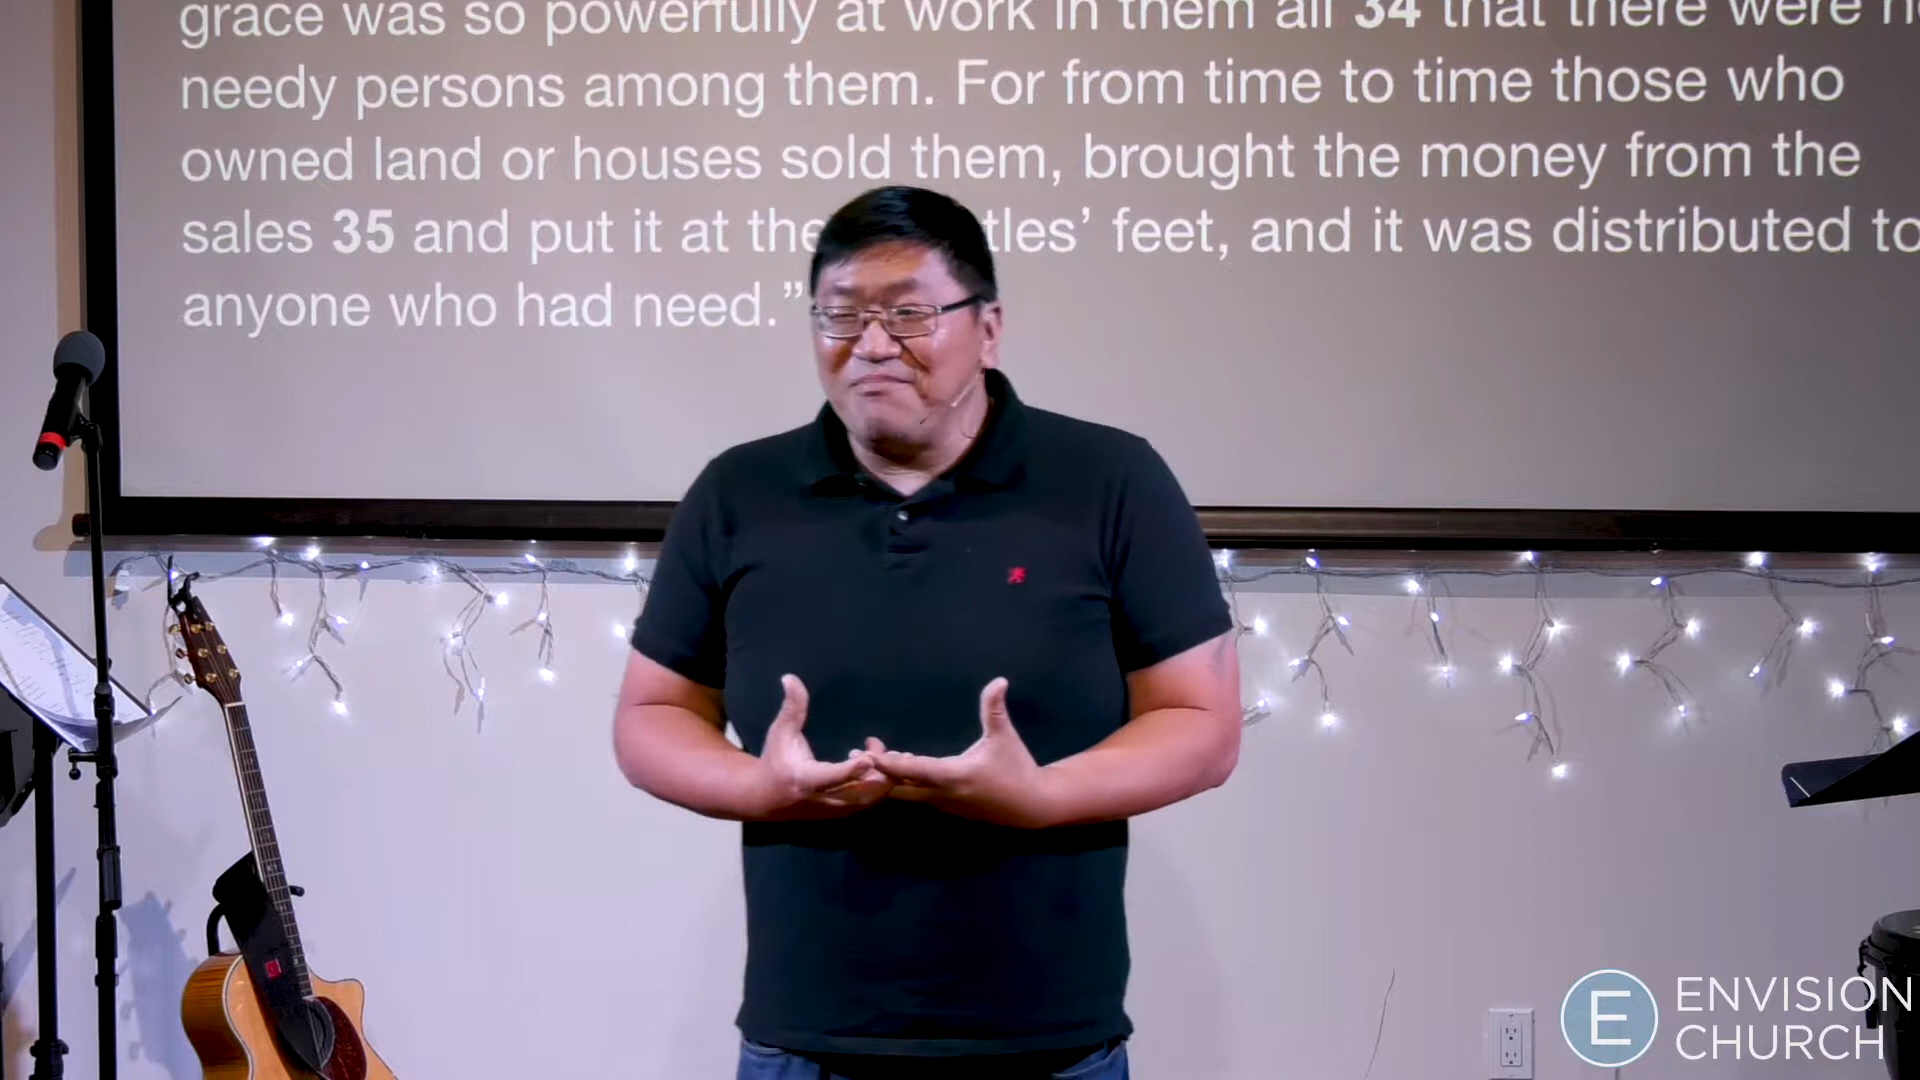 grace was so powerfully at work in them all 34 that there were
needy persons among them. For from time to time those who
owned land or houses sold them, brought the money from the
sales 35 and put it at the tles' feet, and it was distributed to
anyone who had need.”
E ENVISION
CHURCH